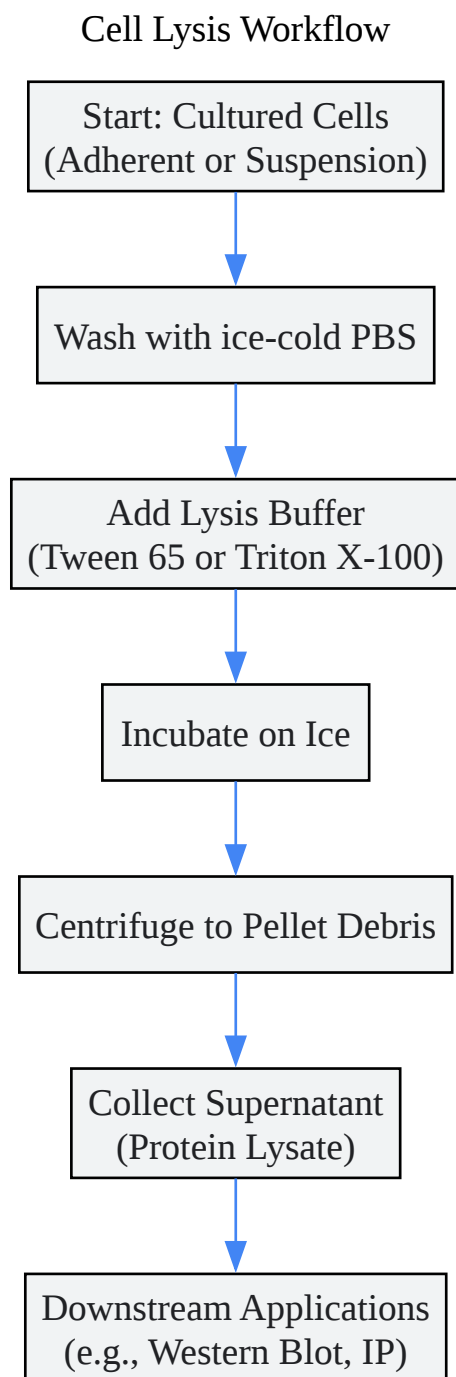 Cell Lysis Workflow
Start: Cultured Cells
(Adherent or Suspension)
Wash with ice-cold PBS
Add Lysis Buffer
(Tween 65 or Triton X-100)
Incubate on Ice
Centrifuge to Pellet Debris
Collect Supernatant
(Protein Lysate)
Downstream Applications
(e.g., Western Blot, IP)